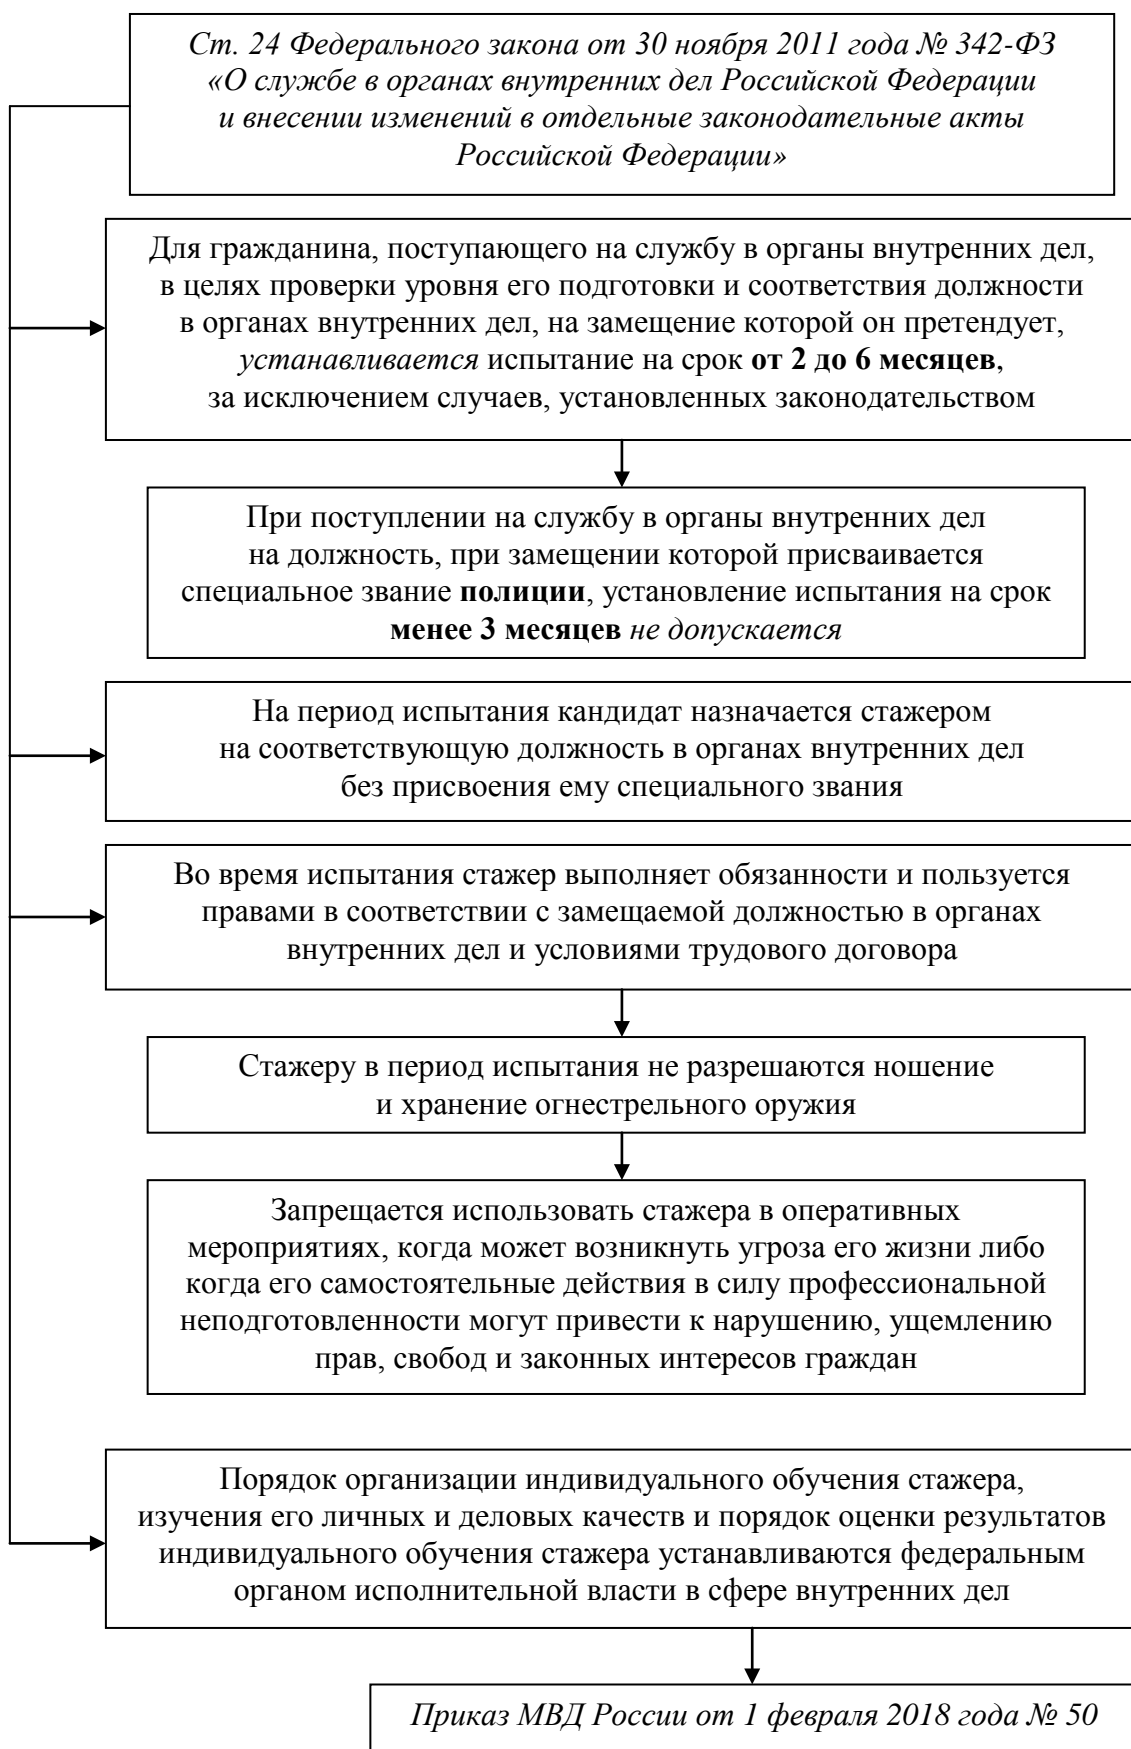 Ст. 24 Федерального закона от 30 ноября 2011 года № 342-ФЗ
«О службе в органах внутренних дел Российской Федерации
и внесении изменений в отдельные законодательные акты
Российской Федерации»
Для гражданина, поступающего на службу в органы внутренних дел,
в целях проверки уровня его подготовки и соответствия должности
в органах внутренних дел, на замещение которой он претендует,
устанавливается испытание на срок от 2 до 6 месяцев,
за исключением случаев, установленных законодательством
При поступлении на службу в органы внутренних дел
на должность, при замещении которой присваивается
специальное звание полиции, установление испытания на срок
менее 3 месяцев не допускается
На период испытания кандидат назначается стажером
на соответствующую должность в органах внутренних дел
без присвоения ему специального звания
Во время испытания стажер выполняет обязанности и пользуется
правами в соответствии с замещаемой должностью в органах
внутренних дел и условиями трудового договора
Стажеру в период испытания не разрешаются ношение
и хранение огнестрельного оружия
Запрещается использовать стажера в оперативных
мероприятиях, когда может возникнуть угроза его жизни либо
когда его самостоятельные действия в силу профессиональной
неподготовленности могут привести к нарушению, ущемлению
прав, свобод и законных интересов граждан
Порядок организации индивидуального обучения стажера,
изучения его личных и деловых качеств и порядок оценки результатов
индивидуального обучения стажера устанавливаются федеральным
органом исполнительной власти в сфере внутренних дел
Приказ МВД России от 1 февраля 2018 года № 50